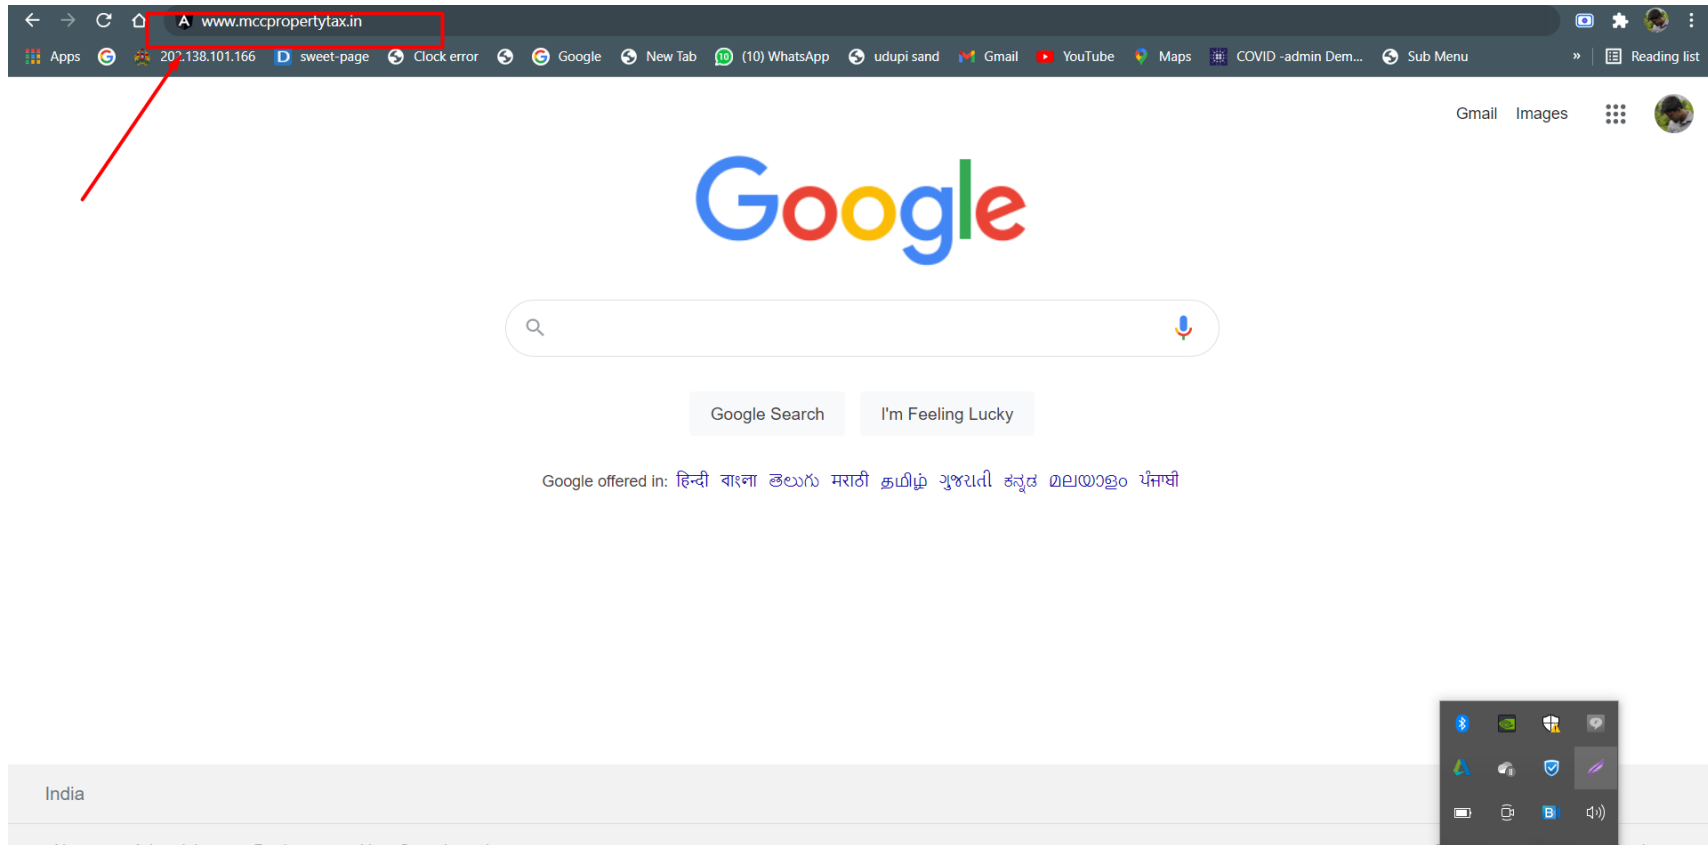 www.mccpropertytax.in
Apps 202.138.101.166 sweet-page Clock error Google New Tab (10) WhatsApp udupi sand Gmail YouTube Maps COVID -admin Dem... Sub Menu » Reading list
Gmail Images
Google
Google Search I'm Feeling Lucky
Google offered in: हिन्दी বাংলা తెలుగు मराठी தமிழ் ગુજરાતી ಕನ್ನಡ മലയാളം ਪੰਜਾਬੀ
India